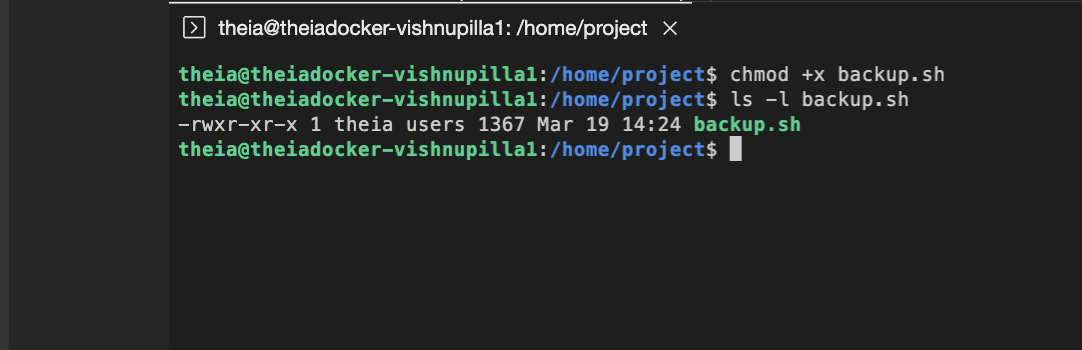 theia@theiadocker-vishnupilla1: /home/project
theia@theiadocker-vishnupilla1:/home/project$ chmod +x backup.sh
theia@theiadocker-vishnupilla1:/home/project$ ls -l backup.sh
-rwxr-xr-x 1 theia users 1367 Mar 19 14:24 backup.sh
theia@theiadocker-vishnupilla1:/home/project$